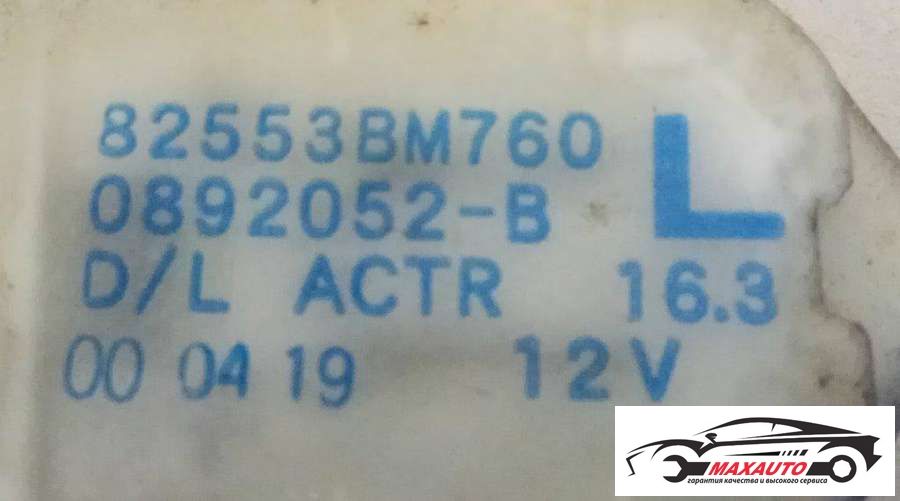 82553BM760 L
0892052-B
D/L ACTR 16.3
00 04 19 12V
MAXAUTO
гарантия качества и высокого сервиса